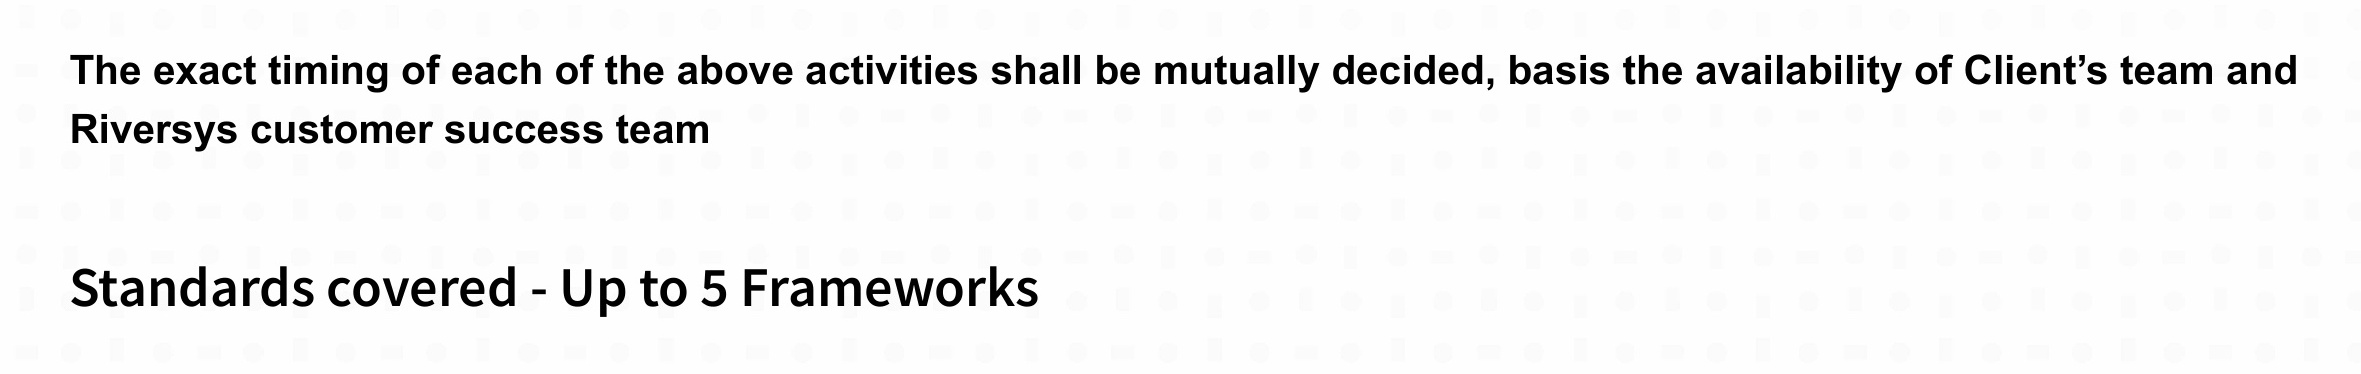 The exact timing of each of the above activities shall be mutually decided, basis the availability of Client’s team and
Riversys customer success team
Standards covered - Up to 5 Frameworks